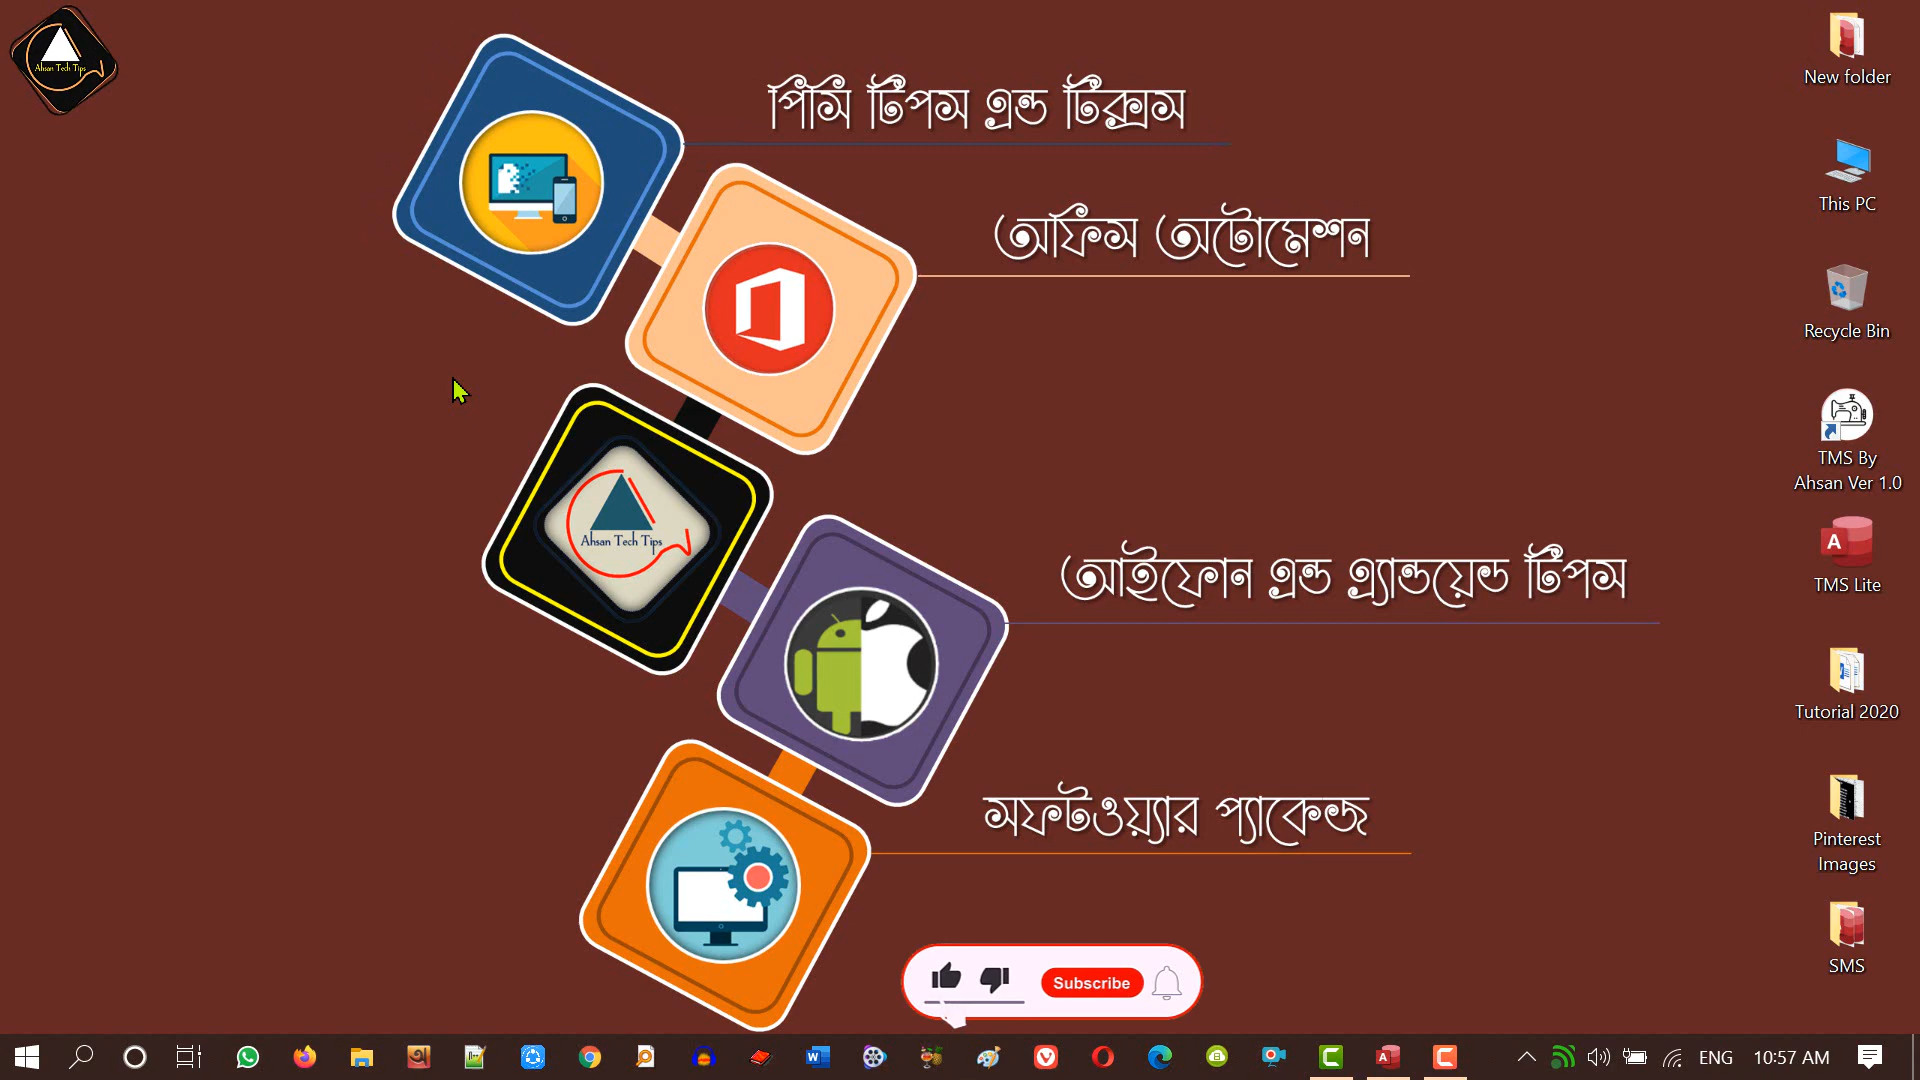 Ahsan Tech Tips
পিসি টিপস এন্ড টিক্সস
অফিস অটোমেশন
Ahsan Tech Tips
আইফোন এন্ড এ্যান্ডয়েড টিপস
সফটওয়্যার প্যাকেজ
Subscribe
New folder
This PC
Recycle Bin
TMS By
Ahsan Ver 1.0
TMS Lite
Tutorial 2020
Pinterest
Images
SMS
ENG
10:57 AM